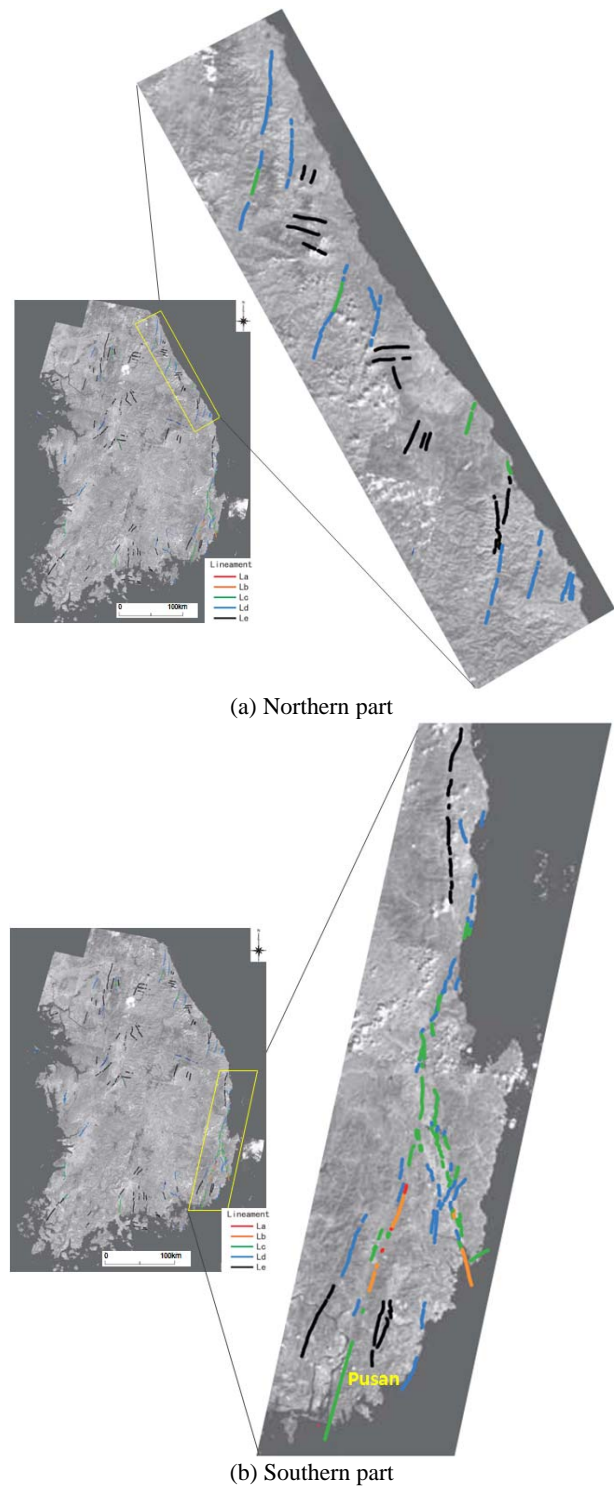 Lineament
La
Lb
Lc
Ld
Le
0 100km
(a) Northern part
Lineament
La
Lb
Lc
Ld
Le
0 100km
Pusan
(b) Southern part